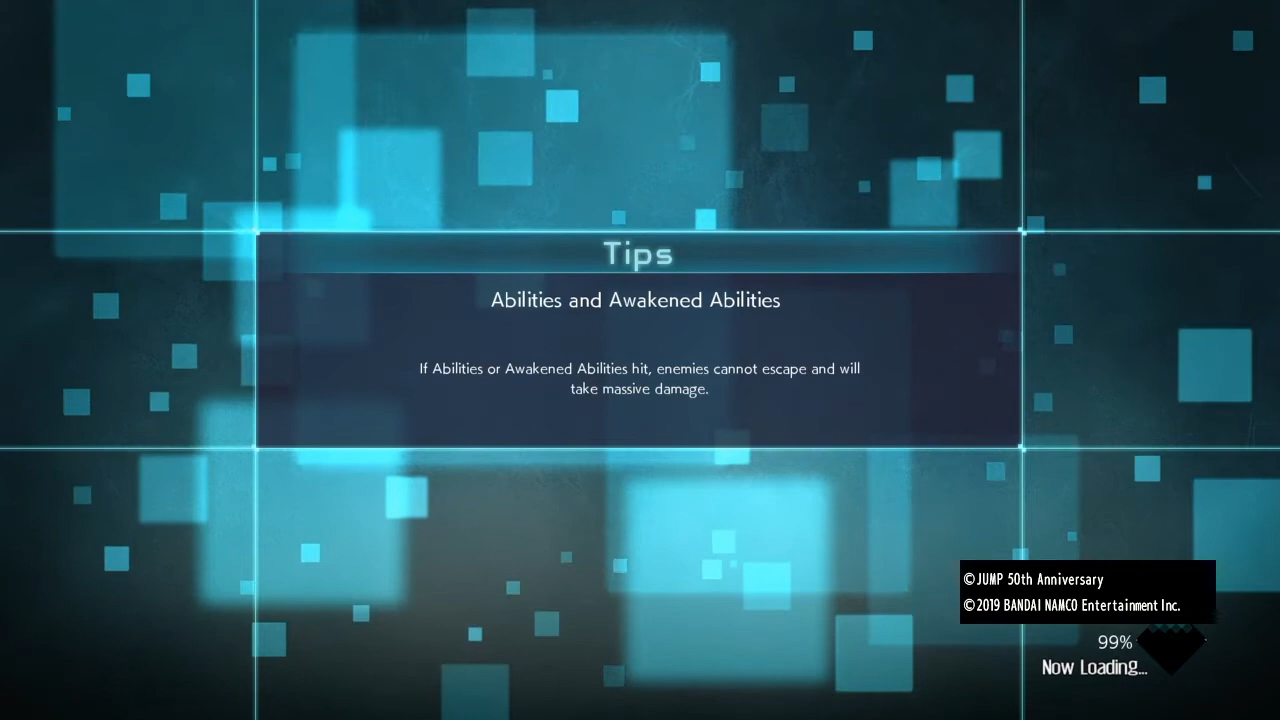 Tips
Abilities and Awakened Abilities
If Abilities or Awakened Abilities hit, enemies cannot escape and will
take massive damage.
©JUMP 50th Anniversary
©2019 BANDAI NAMCO Entertainment Inc.
99%
Now Loading...